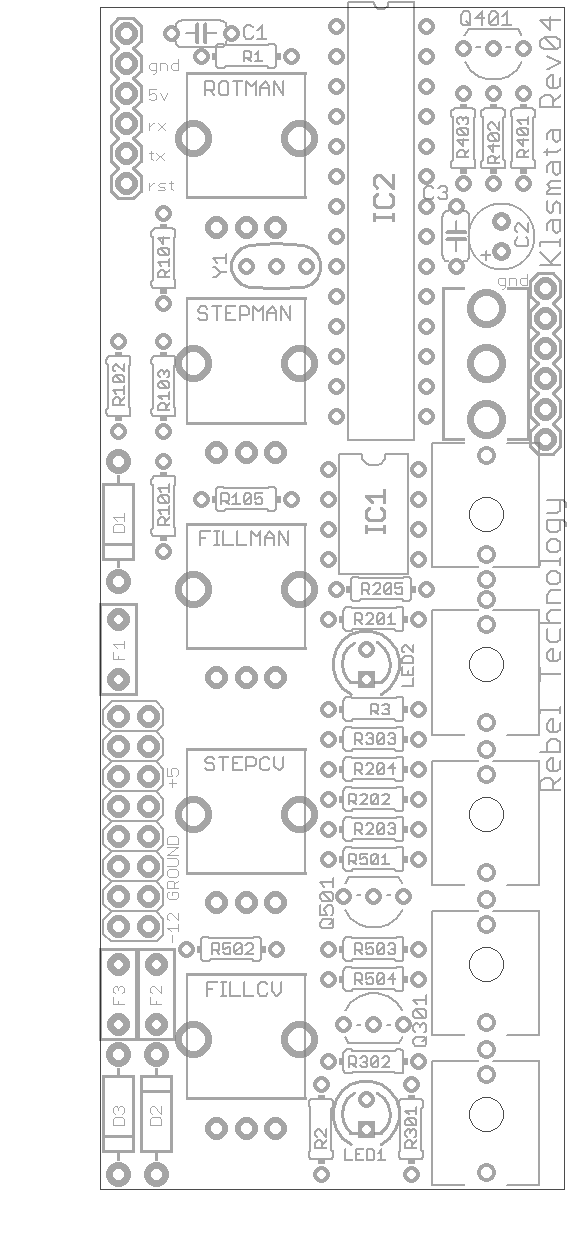 Q401
C1
R1
gnd
5v
rx
tx
rst
ROTMAN
IC2
R403
R402
R401
Klasmata Rev04
C3
C2
+
R104
Y1
gnd
STEPMAN
R102
R103
R101
R105
D1
IC1
FILLMAN
R205
R201
F1
LED2
R3
R303
R204
R202
R203
R501
Rebel Technology
STEPCV
+5
GROUND
-12
Q501
R502
R503
R504
F3
F2
FILLCV
Q301
R302
D3
D2
R2
R301
LED1